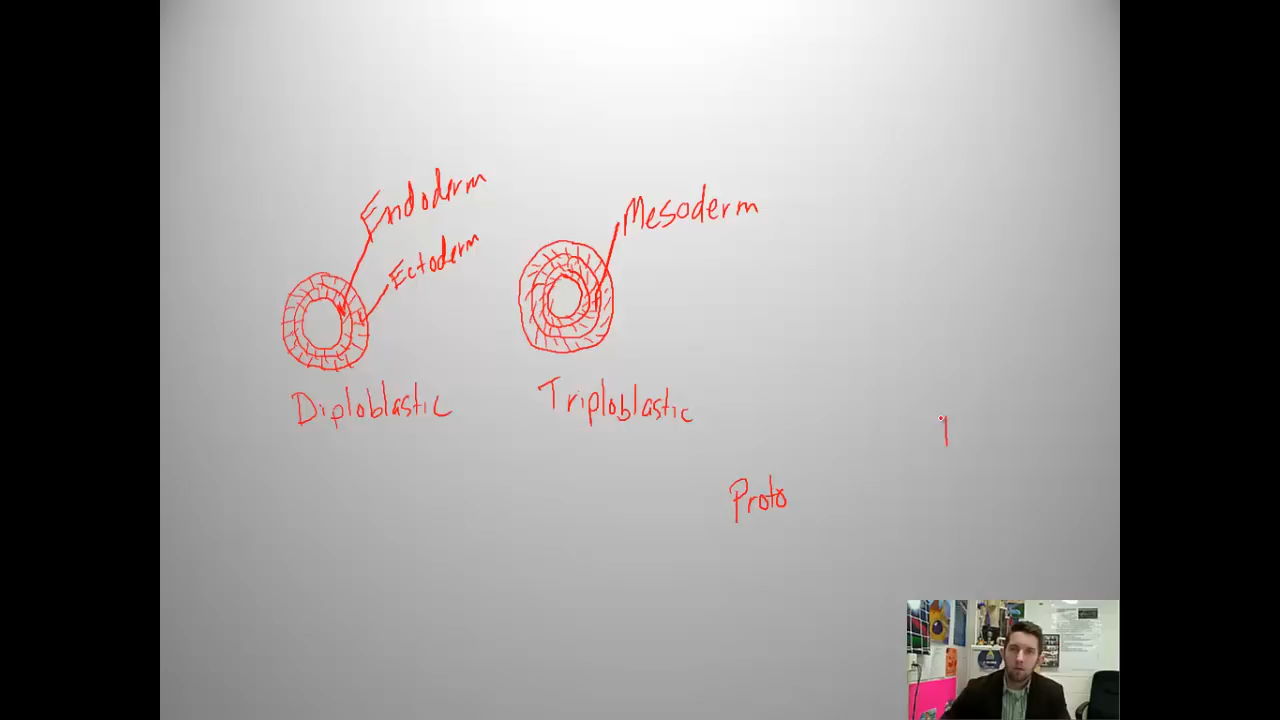 Endoderm
Ectoderm
Diploblastic
Mesoderm
Triploblastic
Proto